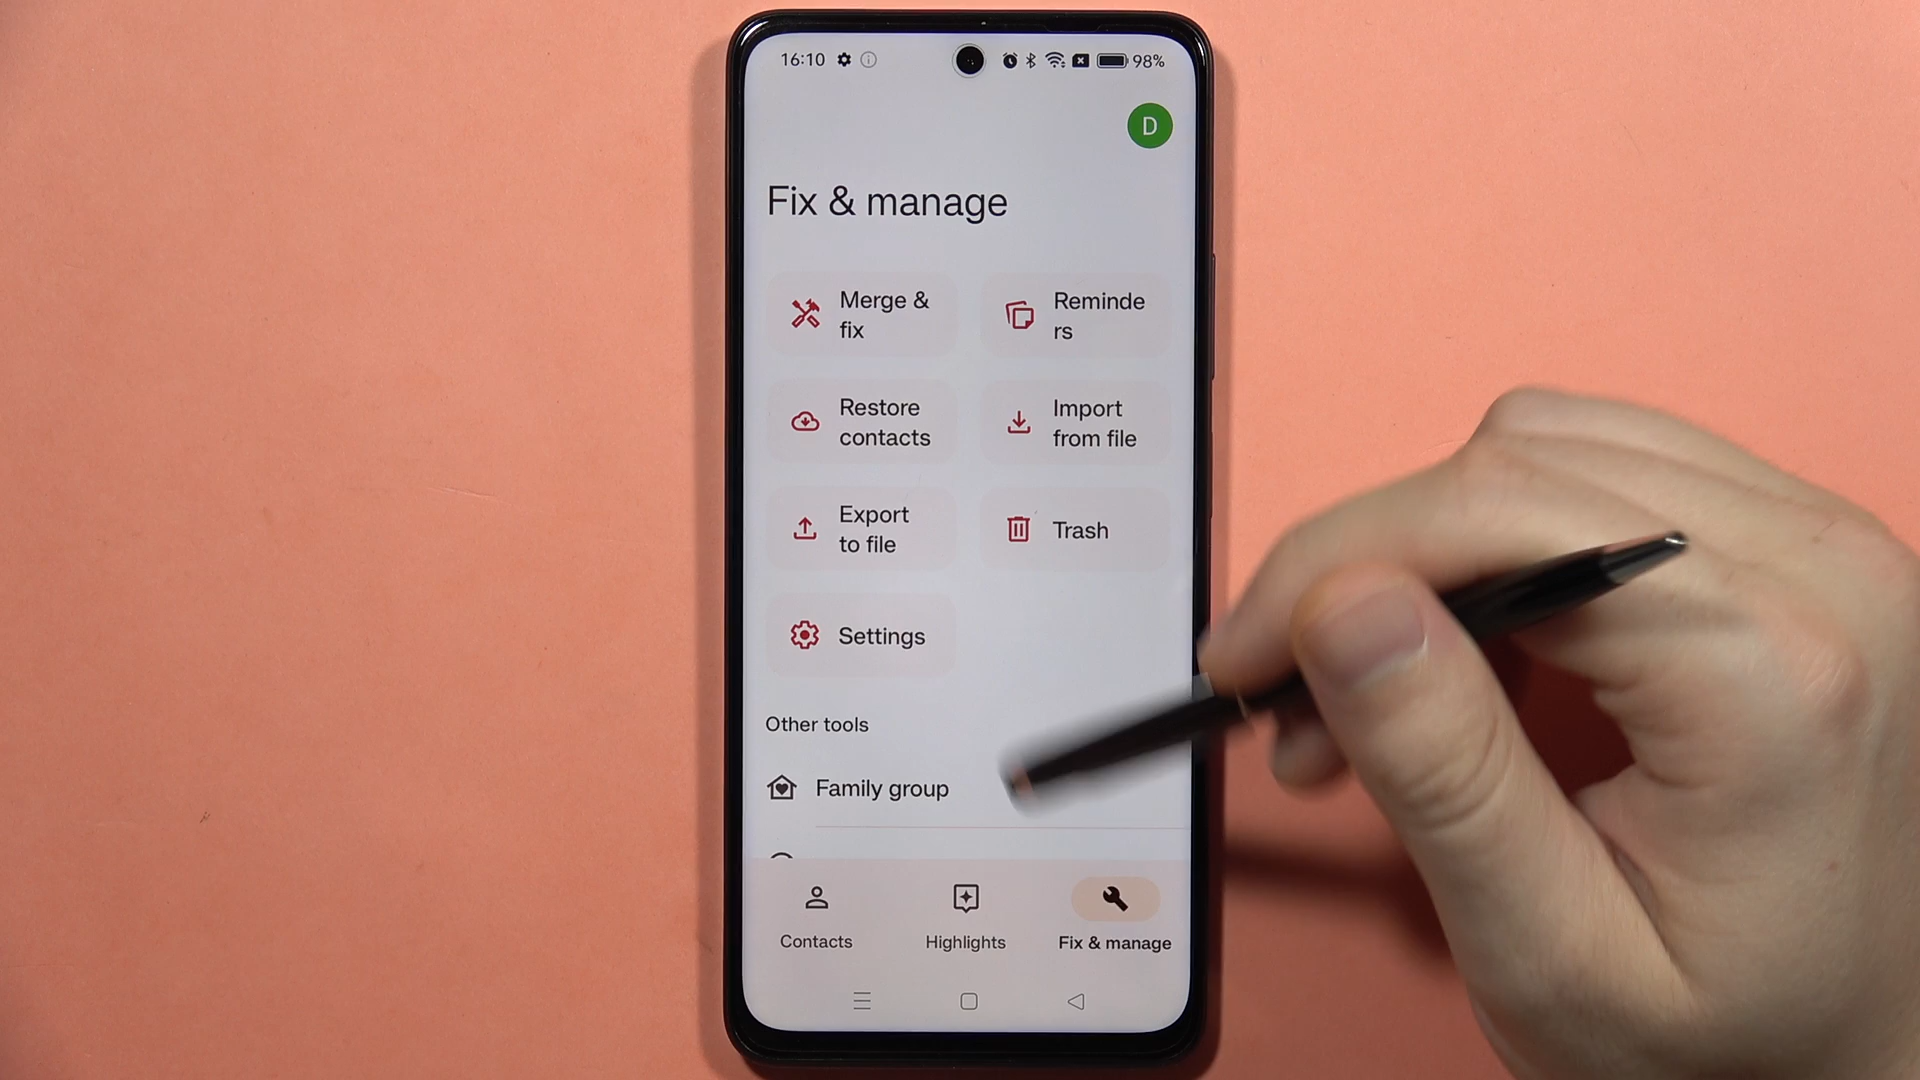 16:10 98%
D
Fix & manage
Merge &
fix
Reminde
rs
Restore
contacts
Import
from file
Export
to file
Trash
Settings
Other tools
Family group
Contacts
Highlights
Fix & manage